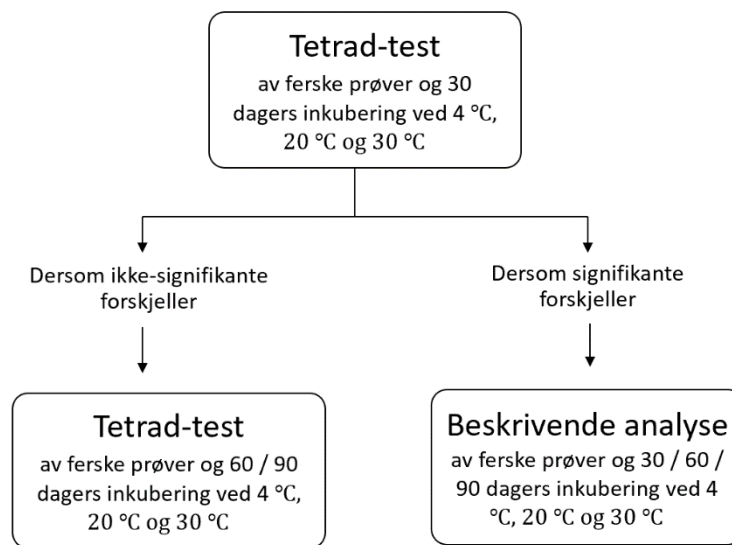 Tetrad-test
av ferske prøver og 30
dagers inkubering ved 4 °C,
20 °C og 30 °C
Dersom ikke-signifikante
forskjeller
Dersom signifikante
forskjeller
Tetrad-test
av ferske prøver og 60 / 90
dagers inkubering ved 4 °C,
20 °C og 30 °C
Beskrivende analyse
av ferske prøver og 30 / 60 /
90 dagers inkubering ved 4
°C, 20 °C og 30 °C